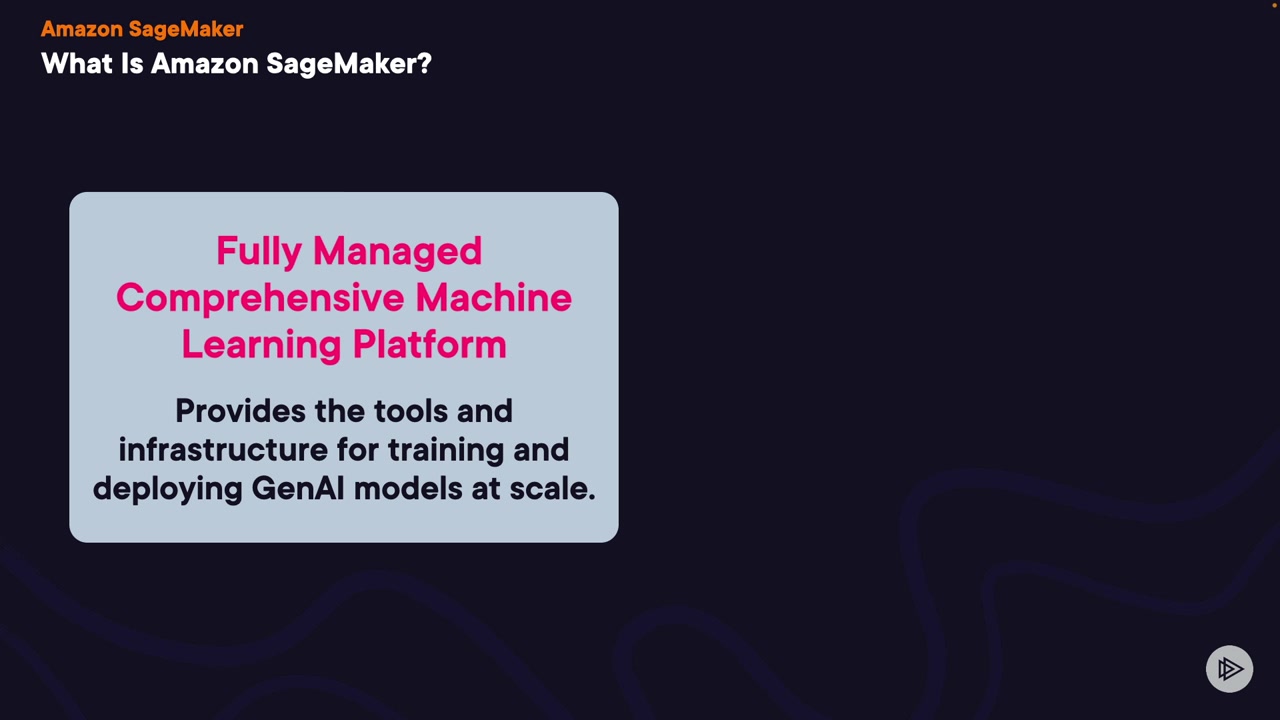 Amazon SageMaker
What Is Amazon SageMaker?
Fully Managed
Comprehensive Machine
Learning Platform
Provides the tools and
infrastructure for training and
deploying GenAI models at scale.